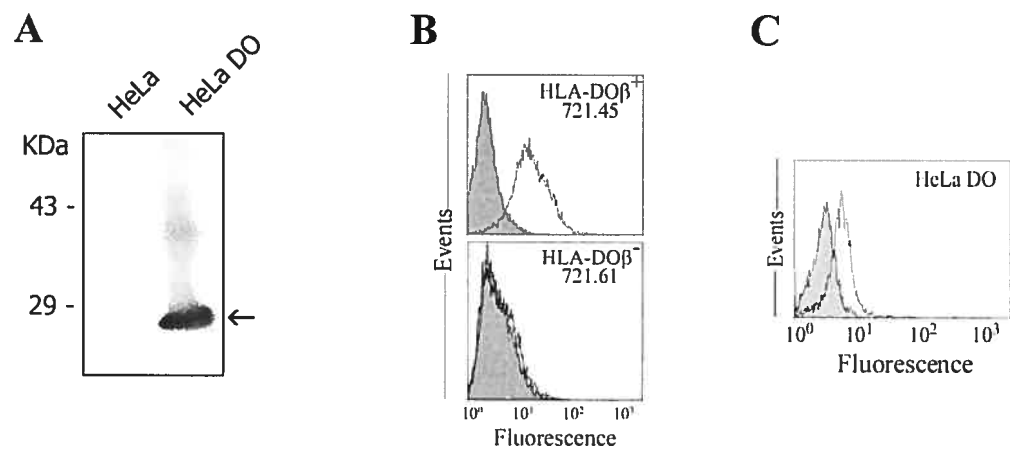 A
HeLa
HeLa DO
KDa
43 -
29 -
←
B
HLA-DOβ⁺
721.45
HLA-DOβ⁻
721.61
Events
10⁰ 10¹ 10² 10³
Fluorescence
C
HeLa DO
Events
10⁰ 10¹ 10² 10³
Fluorescence